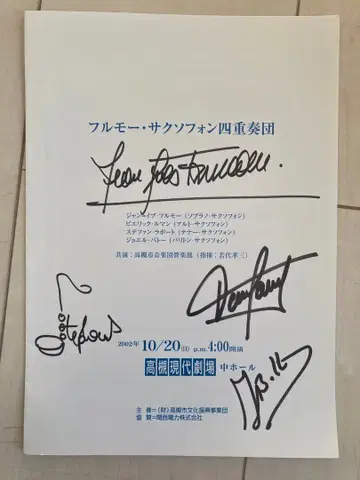 フルモー・サクソフォン四重奏団
ジャン=イブ・フルモー (ソプラノ・サクソフォン)
ピエリック・ルマン (アルト・サクソフォン)
ステファン・ラポート (テナー・サクソフォン)
ジョエル・バトー (バリトン・サクソフォン)
共演:高槻市音楽団管楽部 (指揮:若代孝三)
2002年 10/20(日) p.m.4:00開演
高槻現代劇場 中ホール
主 催=(財)高槻市文化振興事業団
協 賛=関西電力株式会社